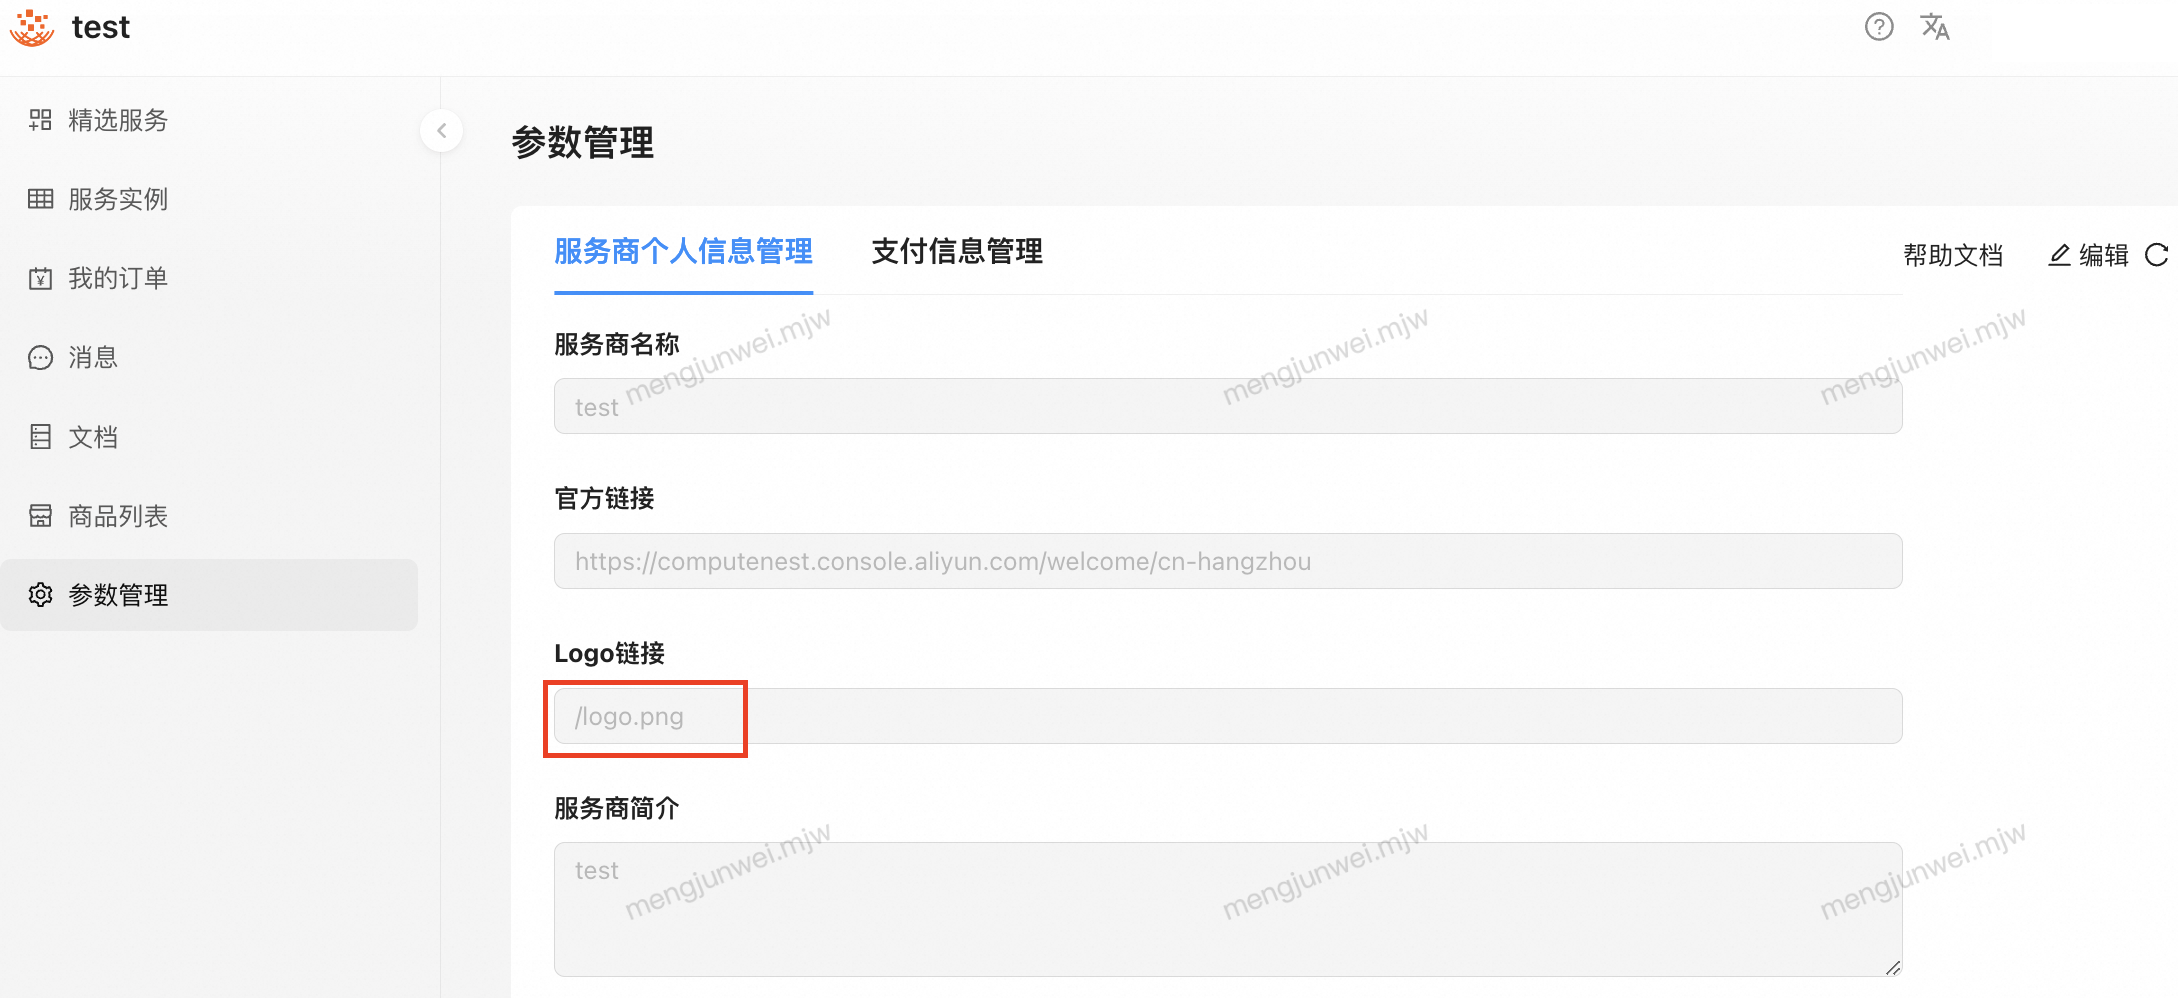 test
精选服务
服务实例
我的订单
消息
文档
商品列表
参数管理
参数管理
服务商个人信息管理
支付信息管理
帮助文档
编辑
服务商名称
test
官方链接
https://computenest.console.aliyun.com/welcome/cn-hangzhou
Logo链接
/logo.png
服务商简介
test
mengjunwei.mjw
mengjunwei.mjw
mengjunwei.mjw
mengjunwei.mjw
mengjunwei.mjw
mengjunwei.mjw